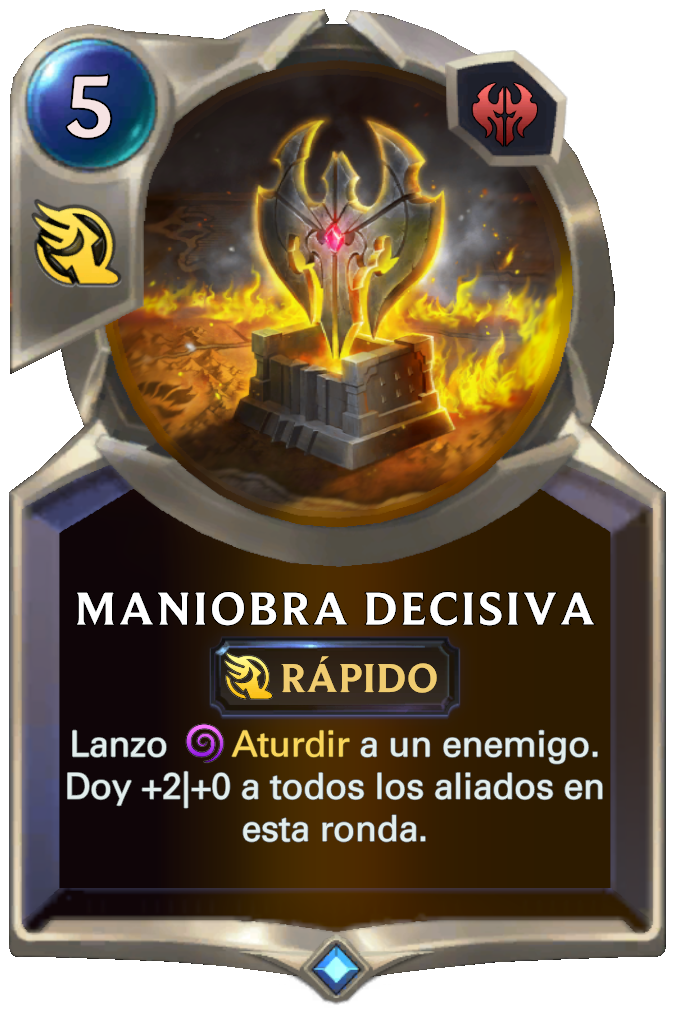 5
MANIOBRA DECISIVA
RÁPIDO
Lanzo Aturdir a un enemigo.
Doy +2|+0 a todos los aliados en
esta ronda.